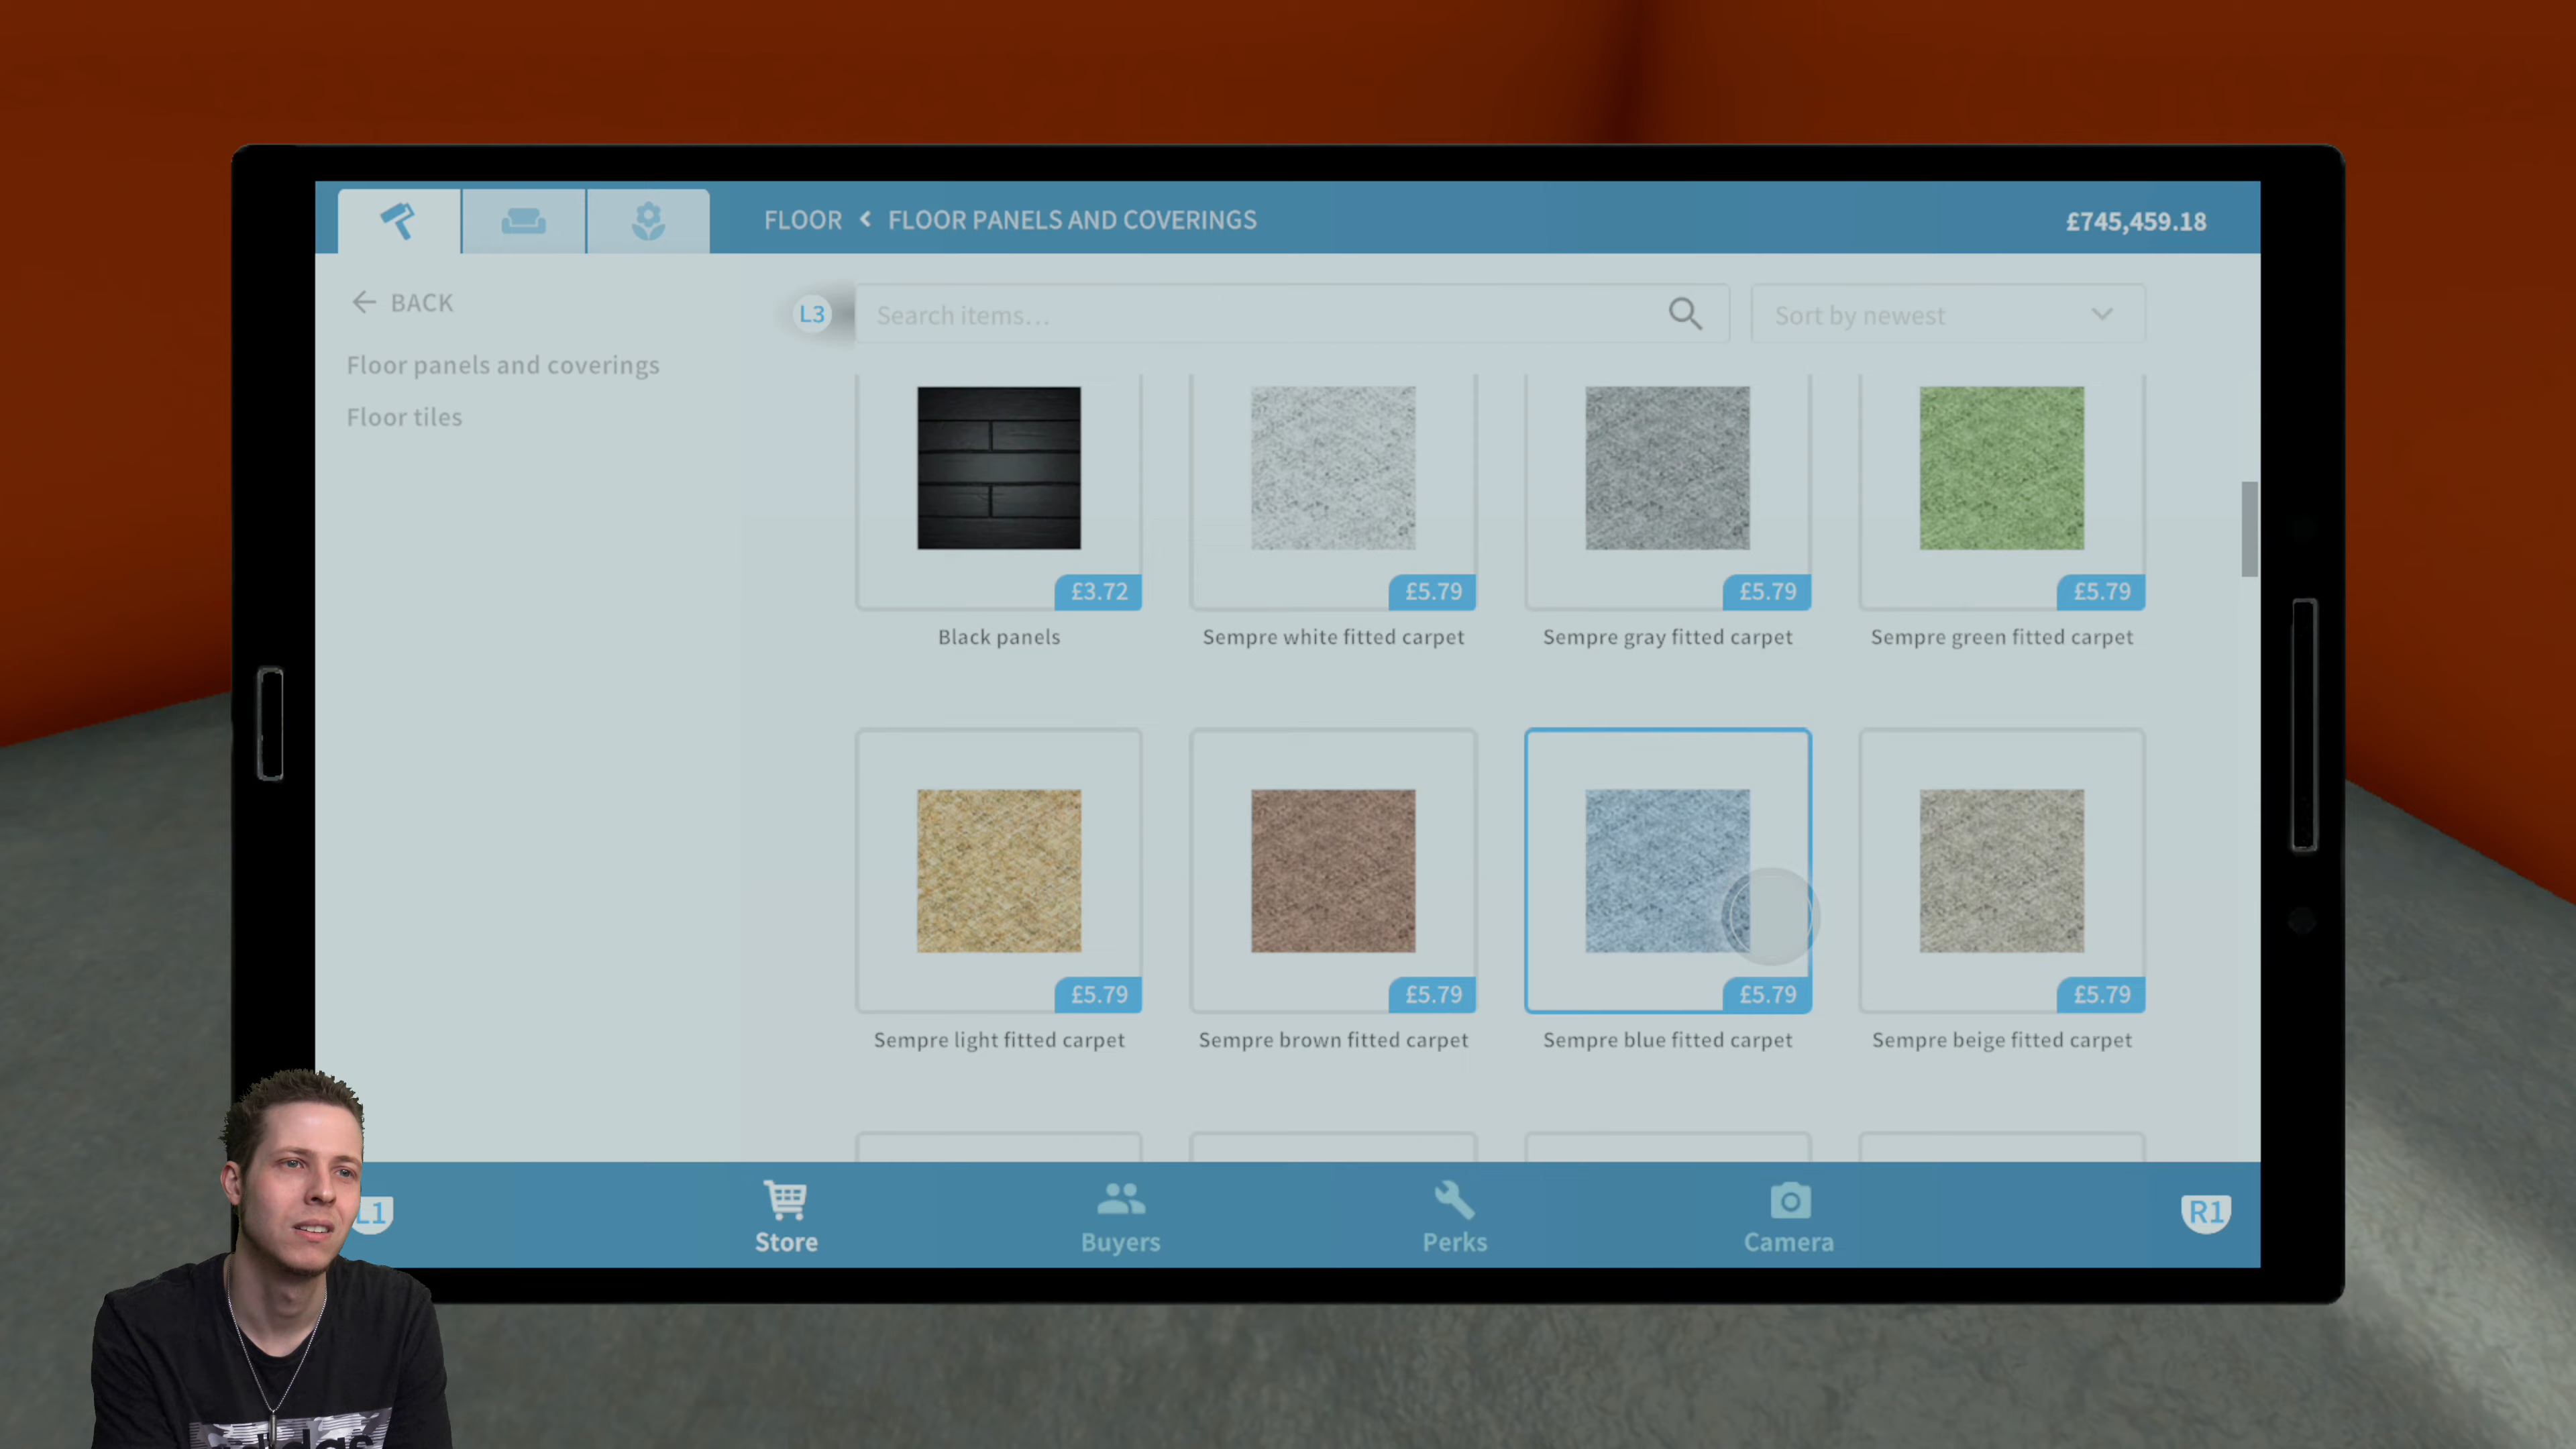 FLOOR < FLOOR PANELS AND COVERINGS
£745,459.18
BACK
Floor panels and coverings
Floor tiles
L3
Search items...
Sort by newest
£3.72
£5.79
£5.79
£5.79
Black panels
Sempre white fitted carpet
Sempre gray fitted carpet
Sempre green fitted carpet
£5.79
£5.79
£5.79
£5.79
Sempre light fitted carpet
Sempre brown fitted carpet
Sempre blue fitted carpet
Sempre beige fitted carpet
L1
Store
Buyers
Perks
Camera
R1
adidas